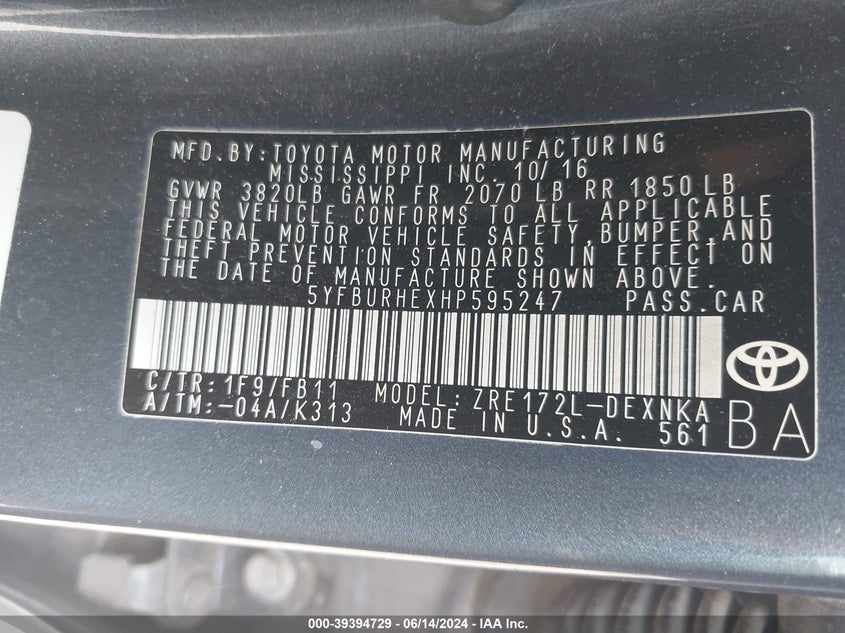 MFD.BY:TOYOTA MOTOR MANUFACTURING
MISSISSIPPI INC. 10/16
GVWR 3820LB GAWR FR 2070 LB RR 1850LB
THIS VEHICLE CONFORMS TO ALL APPLICABLE
FEDERAL MOTOR VEHICLE SAFETY,BUMPER,AND
THEFT PREVENTION STANDARDS IN EFFECT ON
THE DATE OF MANUFACTURE SHOWN ABOVE.
5YFBURHEXHP595247 PASS.CAR
C/TR:1F9/FB11 MODEL:ZRE172L-DEXNKA
A/TM:-04A/K313 MADE IN U.S.A. 561
BA
000-39394729 - 06/14/2024 - IAA Inc.